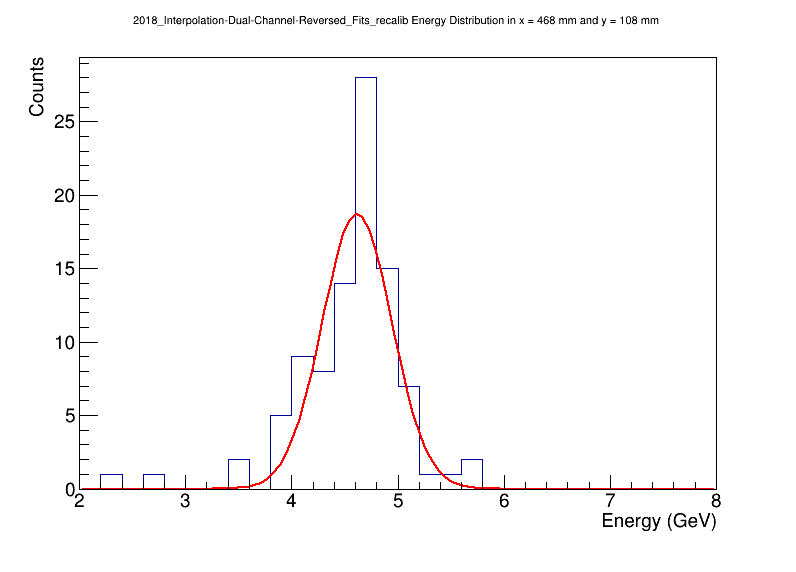 2018_Interpolation-Dual-Channel-Reversed_Fits_recalib Energy Distribution in x = 468 mm and y = 108 mm
Counts
25
20
15
10
5
0
2 3 4 5 6 7 8
Energy (GeV)